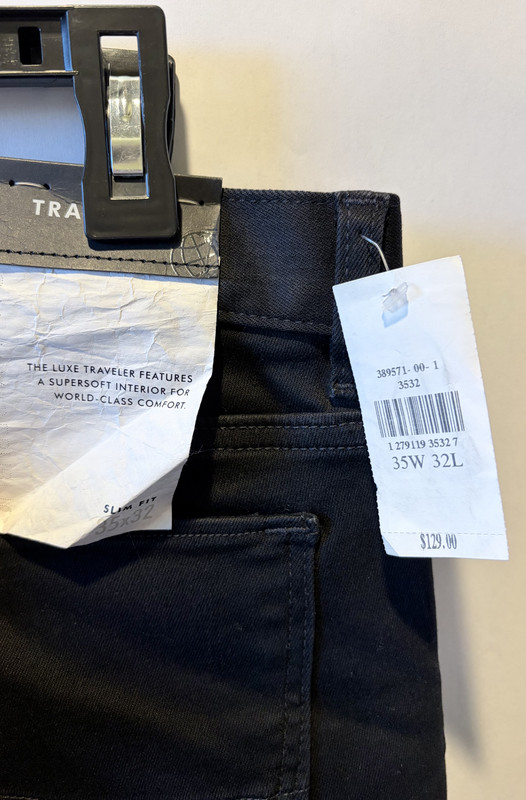 TRA
THE LUXE TRAVELER FEATURES
A SUPERSOFT INTERIOR FOR
WORLD-CLASS COMFORT.
SLIM FIT
35x32
389571- 00- 1
3532
1 279119 3532 7
35W 32L
$129.00